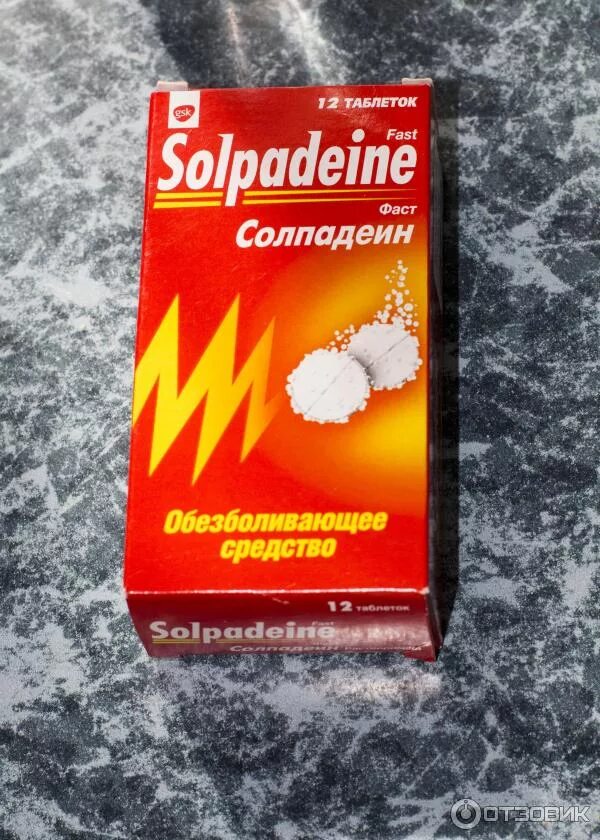 gsk
12 ТАБЛЕТОК
Fast
Solpadeine
Фаст
Солпадеин
Обезболивающее
средство
12 таблеток
Fast
Solpadeine
Солпадеин
ОТЗОВИК